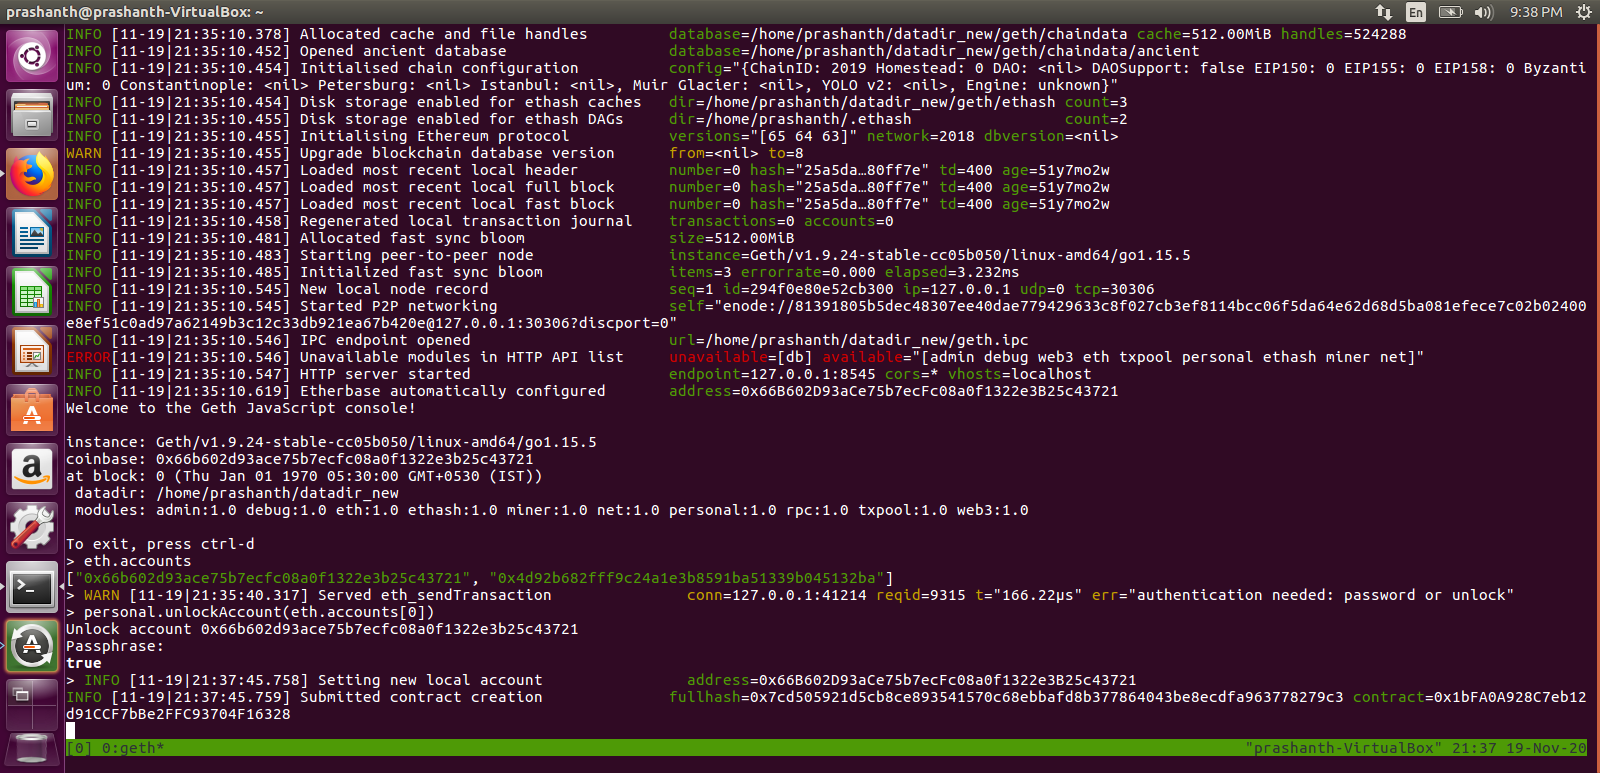 prashanth@prashanth-VirtualBox: ~
En
9:38 PM
INFO [11-19|21:35:10.378] Allocated cache and file handles database=/home/prashanth/datadir_new/geth/chaindata cache=512.00MiB handles=524288
INFO [11-19|21:35:10.452] Opened ancient database database=/home/prashanth/datadir_new/geth/chaindata/ancient
INFO [11-19|21:35:10.454] Initialised chain configuration config="{ChainID: 2019 Homestead: 0 DAO: <nil> DAOSupport: false EIP150: 0 EIP155: 0 EIP158: 0 Byzanti
um: 0 Constantinople: <nil> Petersburg: <nil> Istanbul: <nil>, Muir Glacier: <nil>, YOLO v2: <nil>, Engine: unknown}"
INFO [11-19|21:35:10.454] Disk storage enabled for ethash caches dir=/home/prashanth/datadir_new/geth/ethash count=3
INFO [11-19|21:35:10.455] Disk storage enabled for ethash DAGs dir=/home/prashanth/.ethash count=2
INFO [11-19|21:35:10.455] Initialising Ethereum protocol versions="[65 64 63]" network=2018 dbversion=<nil>
WARN [11-19|21:35:10.455] Upgrade blockchain database version from=<nil> to=8
INFO [11-19|21:35:10.457] Loaded most recent local header number=0 hash="25a5da…80ff7e" td=400 age=51y7mo2w
INFO [11-19|21:35:10.457] Loaded most recent local full block number=0 hash="25a5da…80ff7e" td=400 age=51y7mo2w
INFO [11-19|21:35:10.457] Loaded most recent local fast block number=0 hash="25a5da…80ff7e" td=400 age=51y7mo2w
INFO [11-19|21:35:10.458] Regenerated local transaction journal transactions=0 accounts=0
INFO [11-19|21:35:10.481] Allocated fast sync bloom size=512.00MiB
INFO [11-19|21:35:10.483] Starting peer-to-peer node instance=Geth/v1.9.24-stable-cc05b050/linux-amd64/go1.15.5
INFO [11-19|21:35:10.485] Initialized fast sync bloom items=3 errorrate=0.000 elapsed=3.232ms
INFO [11-19|21:35:10.545] New local node record seq=1 id=294f0e80e52cb300 ip=127.0.0.1 udp=0 tcp=30306
INFO [11-19|21:35:10.545] Started P2P networking self="enode://81391805b5dec48307ee40dae779429633c8f027cb3ef8114bcc06f5da64e62d68d5ba081efece7c02b02400
e8ef51c0ad97a62149b3c12c33db921ea67b420e@127.0.0.1:30306?discport=0"
INFO [11-19|21:35:10.546] IPC endpoint opened url=/home/prashanth/datadir_new/geth.ipc
ERROR[11-19|21:35:10.546] Unavailable modules in HTTP API list unavailable=[db] available="[admin debug web3 eth txpool personal ethash miner net]"
INFO [11-19|21:35:10.547] HTTP server started endpoint=127.0.0.1:8545 cors=* vhosts=localhost
INFO [11-19|21:35:10.619] Etherbase automatically configured address=0x66B602D93aCe75b7ecFc08A0f1322e3B25c43721
Welcome to the Geth JavaScript console!
instance: Geth/v1.9.24-stable-cc05b050/linux-amd64/go1.15.5
coinbase: 0x66b602d93ace75b7ecfc08a0f1322e3b25c43721
at block: 0 (Thu Jan 01 1970 05:30:00 GMT+0530 (IST))
datadir: /home/prashanth/datadir_new
modules: admin:1.0 debug:1.0 eth:1.0 ethash:1.0 miner:1.0 net:1.0 personal:1.0 rpc:1.0 txpool:1.0 web3:1.0
To exit, press ctrl-d
> eth.accounts
["0x66b602d93ace75b7ecfc08a0f1322e3b25c43721", "0x4d92b682fff9c24a1e3b8591ba51339b045132ba"]
> WARN [11-19|21:35:40.317] Served eth_sendTransaction conn=127.0.0.1:41214 reqid=9315 t="166.22µs" err="authentication needed: password or unlock"
> personal.unlockAccount(eth.accounts[0])
Unlock account 0x66b602d93ace75b7ecfc08a0f1322e3b25c43721
Passphrase:
true
> INFO [11-19|21:37:45.758] Setting new local account address=0x66B602D93aCe75b7ecFc08A0f1322e3B25c43721
INFO [11-19|21:37:45.759] Submitted contract creation fullhash=0x7cd505921d5cb8ce893541570c68ebbafd8b377864043be8ecdfa963778279c3 contract=0x1bFA0A928C7eb12
d91CCF7bBe2FFC93704F16328
[0] 0:geth* "prashanth-VirtualBox" 21:37 19-Nov-20